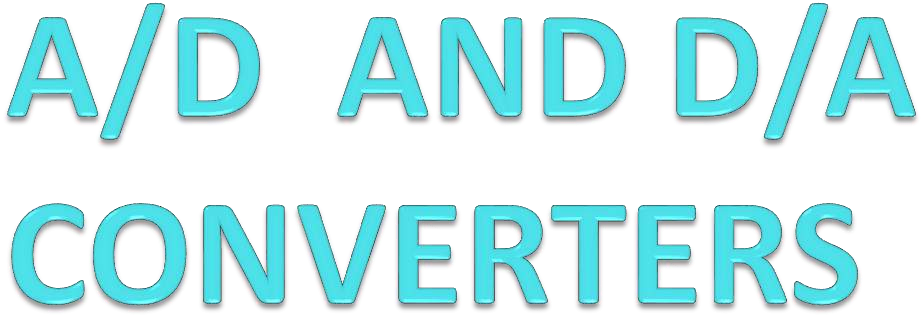 A/D AND D/A
CONVERTERS